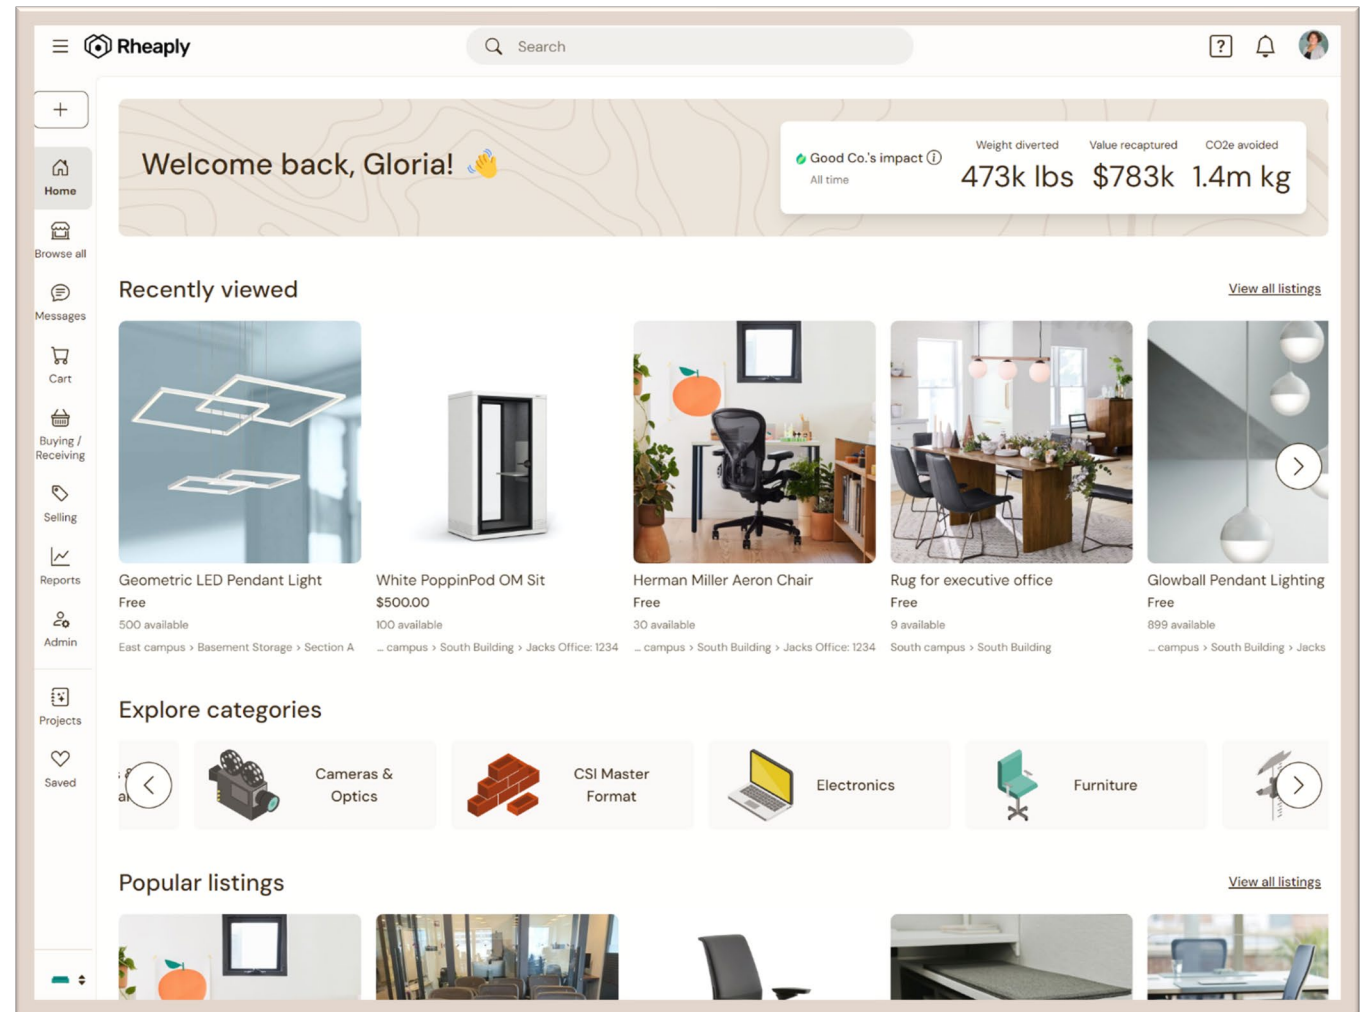 Rheaply
Search
?
Home
Browse all
Messages
Cart
Buying /
Receiving
Selling
Reports
Admin
Projects
Saved
Welcome back, Gloria! 👋
Good Co.'s impact
All time
Weight diverted
473k lbs
Value recaptured
$783k
CO2e avoided
1.4m kg
Recently viewed
View all listings
Geometric LED Pendant Light
Free
500 available
East campus > Basement Storage > Section A
White PoppinPod OM Sit
$500.00
100 available
... campus > South Building > Jacks Office: 1234
Herman Miller Aeron Chair
Free
30 available
... campus > South Building > Jacks Office: 1234
Rug for executive office
Free
9 available
South campus > South Building
Glowball Pendant Lighting
Free
899 available
... campus > South Building > Jacks
Explore categories
Cameras &
Optics
CSI Master
Format
Electronics
Furniture
Popular listings
View all listings